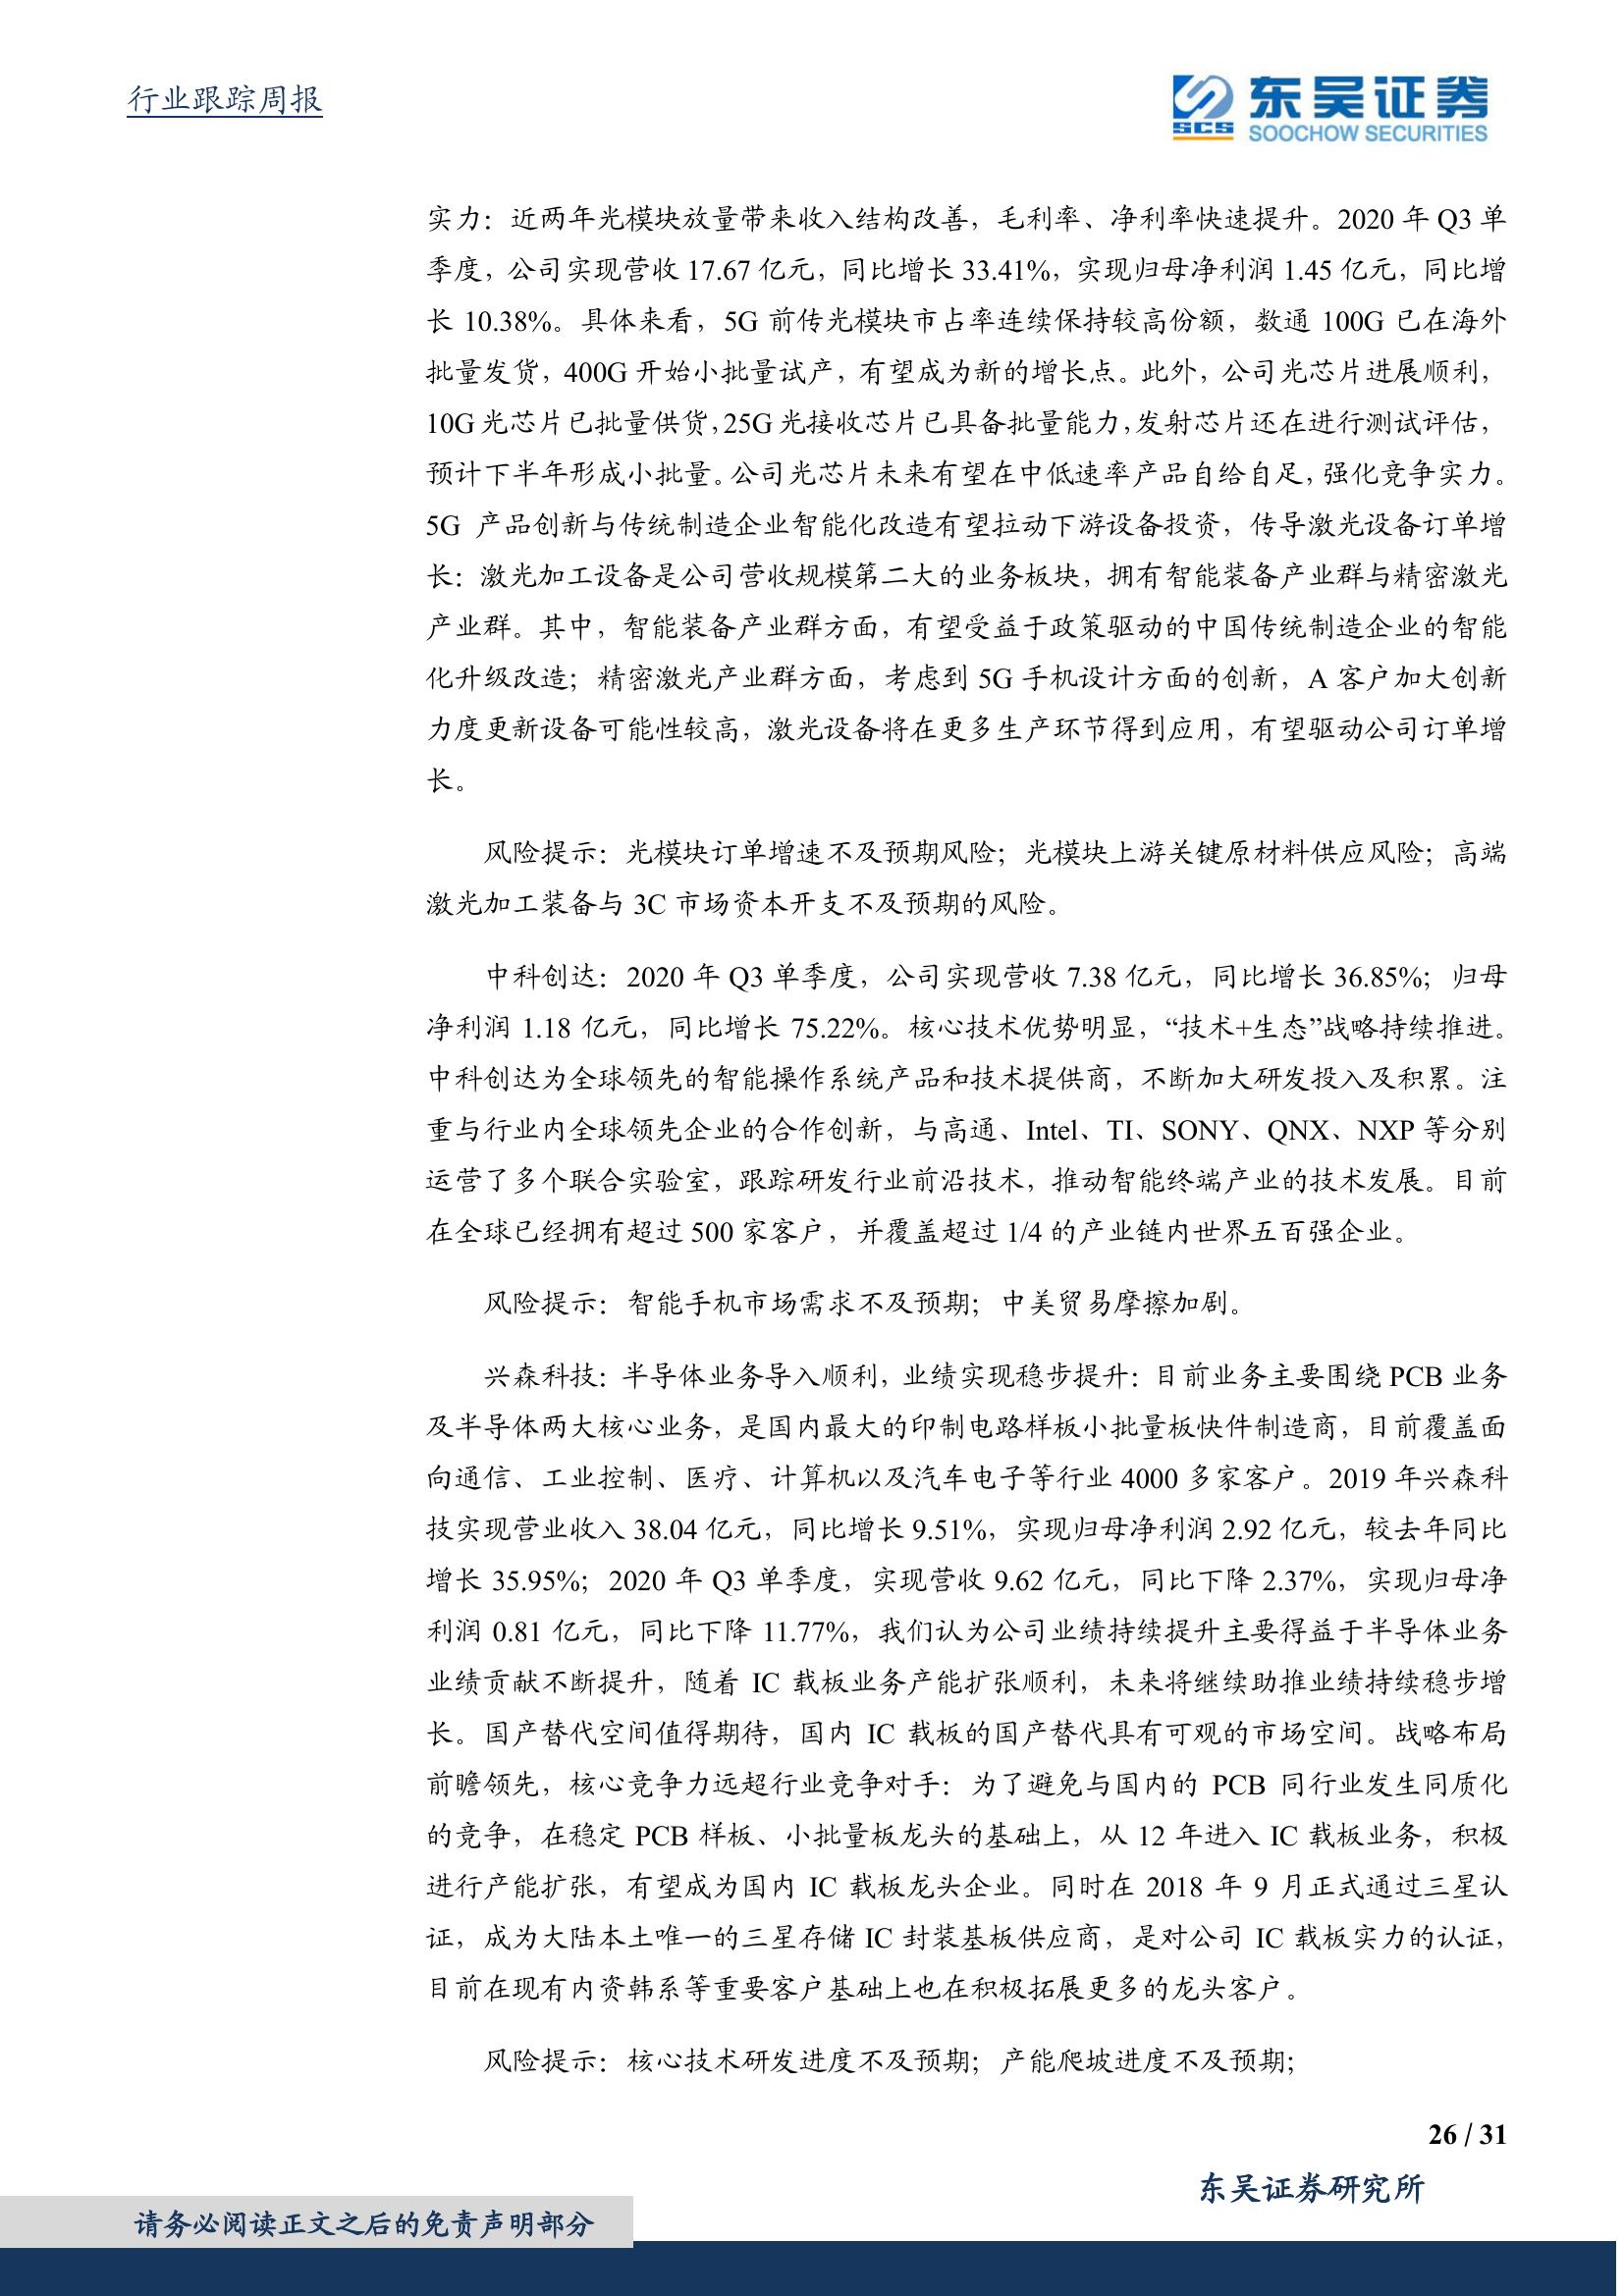 行业跟踪周报
SCS 东吴证券
SOOCHOW SECURITIES
实力：近两年光模块放量带来收入结构改善，毛利率、净利率快速提升。2020 年 Q3 单
季度，公司实现营收 17.67 亿元，同比增长 33.41%，实现归母净利润 1.45 亿元，同比增
长 10.38%。具体来看，5G 前传光模块市占率连续保持较高份额，数通 100G 已在海外
批量发货，400G 开始小批量试产，有望成为新的增长点。此外，公司光芯片进展顺利，
10G 光芯片已批量供货，25G 光接收芯片已具备批量能力，发射芯片还在进行测试评估，
预计下半年形成小批量。公司光芯片未来有望在中低速率产品自给自足，强化竞争实力。
5G 产品创新与传统制造企业智能化改造有望拉动下游设备投资，传导激光设备订单增
长：激光加工设备是公司营收规模第二大的业务板块，拥有智能装备产业群与精密激光
产业群。其中，智能装备产业群方面，有望受益于政策驱动的中国传统制造企业的智能
化升级改造；精密激光产业群方面，考虑到 5G 手机设计方面的创新，A 客户加大创新
力度更新设备可能性较高，激光设备将在更多生产环节得到应用，有望驱动公司订单增
长。
风险提示：光模块订单增速不及预期风险；光模块上游关键原材料供应风险；高端
激光加工装备与 3C 市场资本开支不及预期的风险。
中科创达：2020 年 Q3 单季度，公司实现营收 7.38 亿元，同比增长 36.85%；归母
净利润 1.18 亿元，同比增长 75.22%。核心技术优势明显，“技术+生态”战略持续推进。
中科创达为全球领先的智能操作系统产品和技术提供商，不断加大研发投入及积累。注
重与行业内全球领先企业的合作创新，与高通、Intel、TI、SONY、QNX、NXP 等分别
运营了多个联合实验室，跟踪研发行业前沿技术，推动智能终端产业的技术发展。目前
在全球已经拥有超过 500 家客户，并覆盖超过 1/4 的产业链内世界五百强企业。
风险提示：智能手机市场需求不及预期；中美贸易摩擦加剧。
兴森科技：半导体业务导入顺利，业绩实现稳步提升：目前业务主要围绕 PCB 业务
及半导体两大核心业务，是国内最大的印制电路样板小批量板快件制造商，目前覆盖面
向通信、工业控制、医疗、计算机以及汽车电子等行业 4000 多家客户。2019 年兴森科
技实现营业收入 38.04 亿元，同比增长 9.51%，实现归母净利润 2.92 亿元，较去年同比
增长 35.95%；2020 年 Q3 单季度，实现营收 9.62 亿元，同比下降 2.37%，实现归母净
利润 0.81 亿元，同比下降 11.77%，我们认为公司业绩持续提升主要得益于半导体业务
业绩贡献不断提升，随着 IC 载板业务产能扩张顺利，未来将继续助推业绩持续稳步增
长。国产替代空间值得期待，国内 IC 载板的国产替代具有可观的市场空间。战略布局
前瞻领先，核心竞争力远超行业竞争对手：为了避免与国内的 PCB 同行业发生同质化
的竞争，在稳定 PCB 样板、小批量板龙头的基础上，从 12 年进入 IC 载板业务，积极
进行产能扩张，有望成为国内 IC 载板龙头企业。同时在 2018 年 9 月正式通过三星认
证，成为大陆本土唯一的三星存储 IC 封装基板供应商，是对公司 IC 载板实力的认证，
目前在现有内资韩系等重要客户基础上也在积极拓展更多的龙头客户。
风险提示：核心技术研发进度不及预期；产能爬坡进度不及预期；
26 / 31
东吴证券研究所
请务必阅读正文之后的免责声明部分